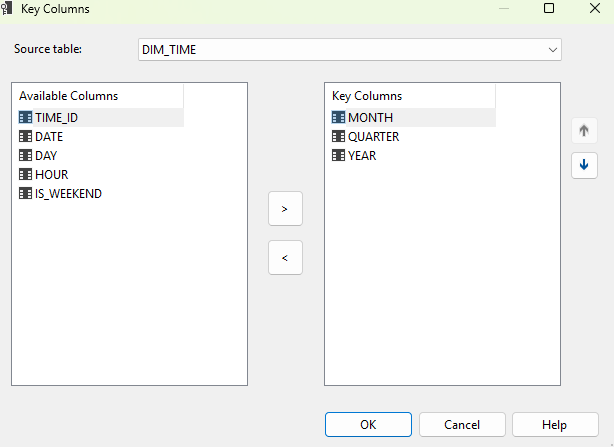 Key Columns
Source table: DIM_TIME
Available Columns
TIME_ID
DATE
DAY
HOUR
IS_WEEKEND
>
<
Key Columns
MONTH
QUARTER
YEAR
OK Cancel Help